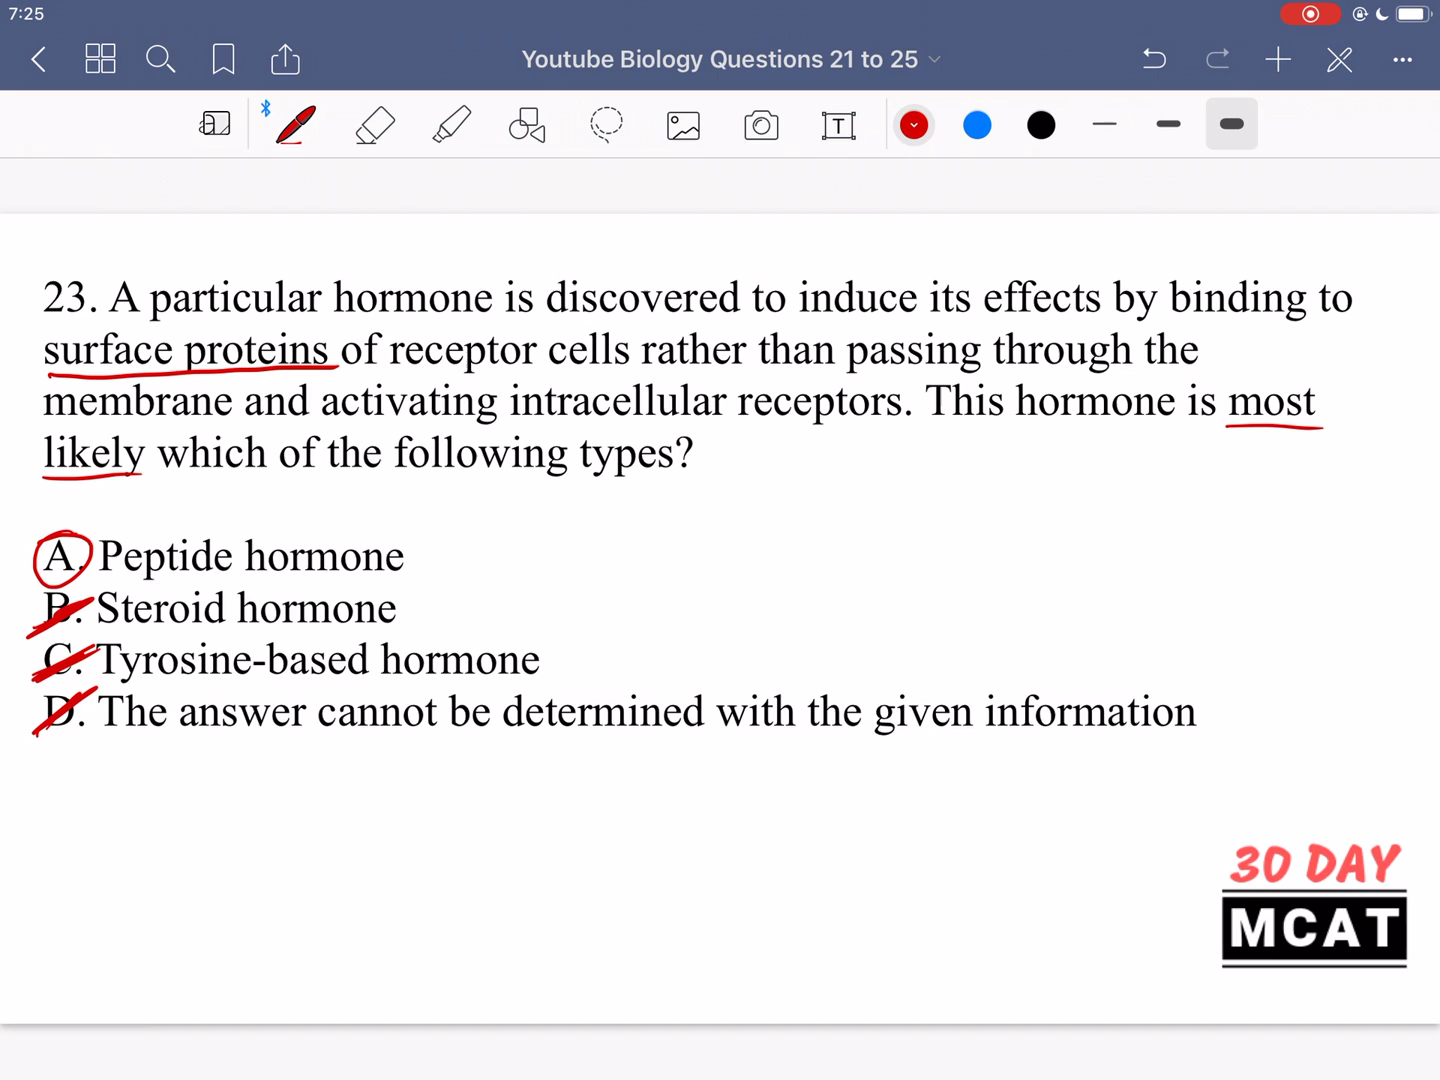 7:25
Youtube Biology Questions 21 to 25
T
23. A particular hormone is discovered to induce its effects by binding to
surface proteins of receptor cells rather than passing through the
membrane and activating intracellular receptors. This hormone is most
likely which of the following types?
A. Peptide hormone
B. Steroid hormone
C. Tyrosine-based hormone
D. The answer cannot be determined with the given information
30 DAY
MCAT